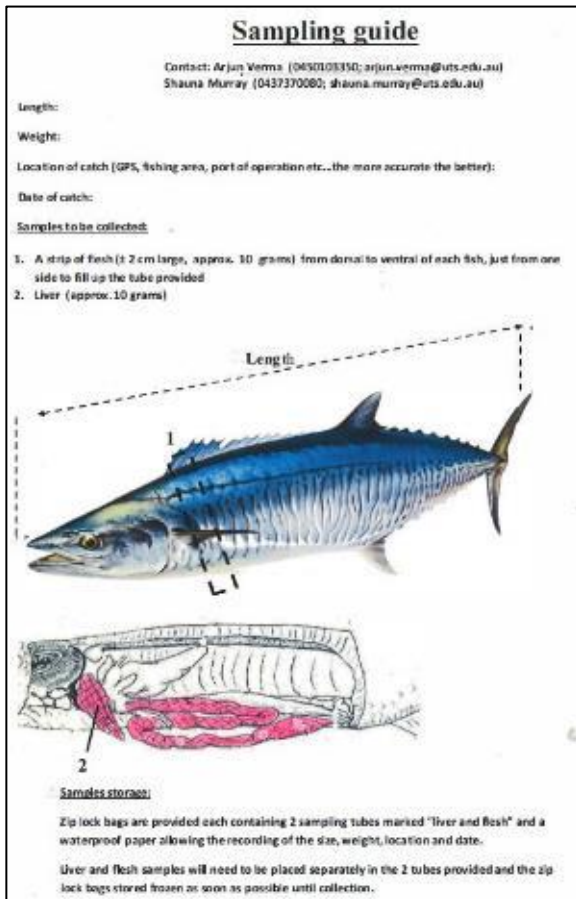 Sampling guide
Contact: Arjun Verma (0450103350; arjun.verma@uts.edu.au)
Shauna Murray (0437370080; shauna.murray@uts.edu.au)
Length:
Weight:
Location of catch (GPS, fishing area, port of operation etc...the more accurate the better):
Date of catch:
Samples to be collected:
1. A strip of flesh (± 2 cm large, approx. 10 grams) from dorsal to ventral of each fish, just from one
side to fill up the tube provided
2. Liver (approx. 10 grams)
Length
1
2
Samples storage:
Zip lock bags are provided each containing 2 sampling tubes marked "liver and flesh" and a
waterproof paper allowing the recording of the size, weight, location and date.
Liver and flesh samples will need to be placed separately in the 2 tubes provided and the zip
lock bags stored frozen as soon as possible until collection.